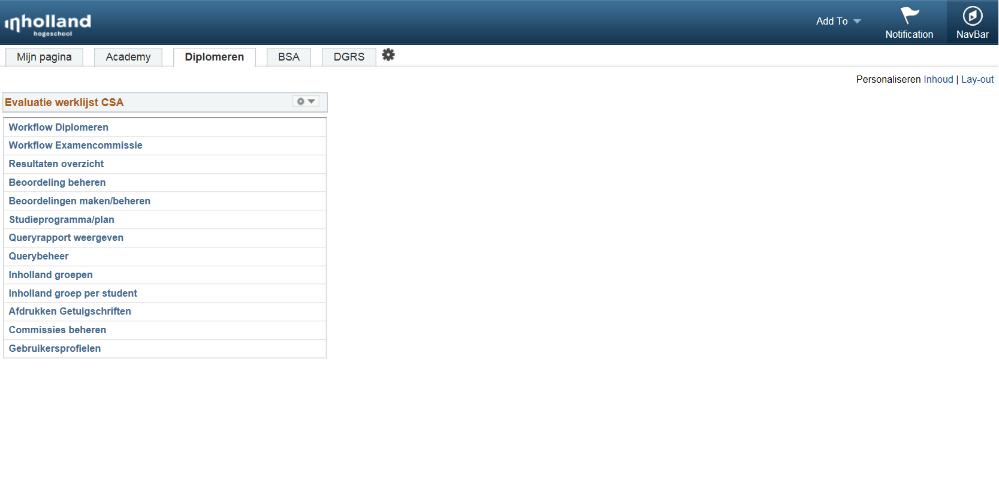 inholland
hogeschool
Add To
Notification
NavBar
Mijn pagina
Academy
Diplomeren
BSA
DGRS
Personaliseren Inhoud | Lay-out
Evaluatie werklijst CSA
Workflow Diplomeren
Workflow Examencommissie
Resultaten overzicht
Beoordeling beheren
Beoordelingen maken/beheren
Studieprogramma/plan
Queryrapport weergeven
Querybeheer
Inholland groepen
Inholland groep per student
Afdrukken Getuigschriften
Commissies beheren
Gebruikersprofielen